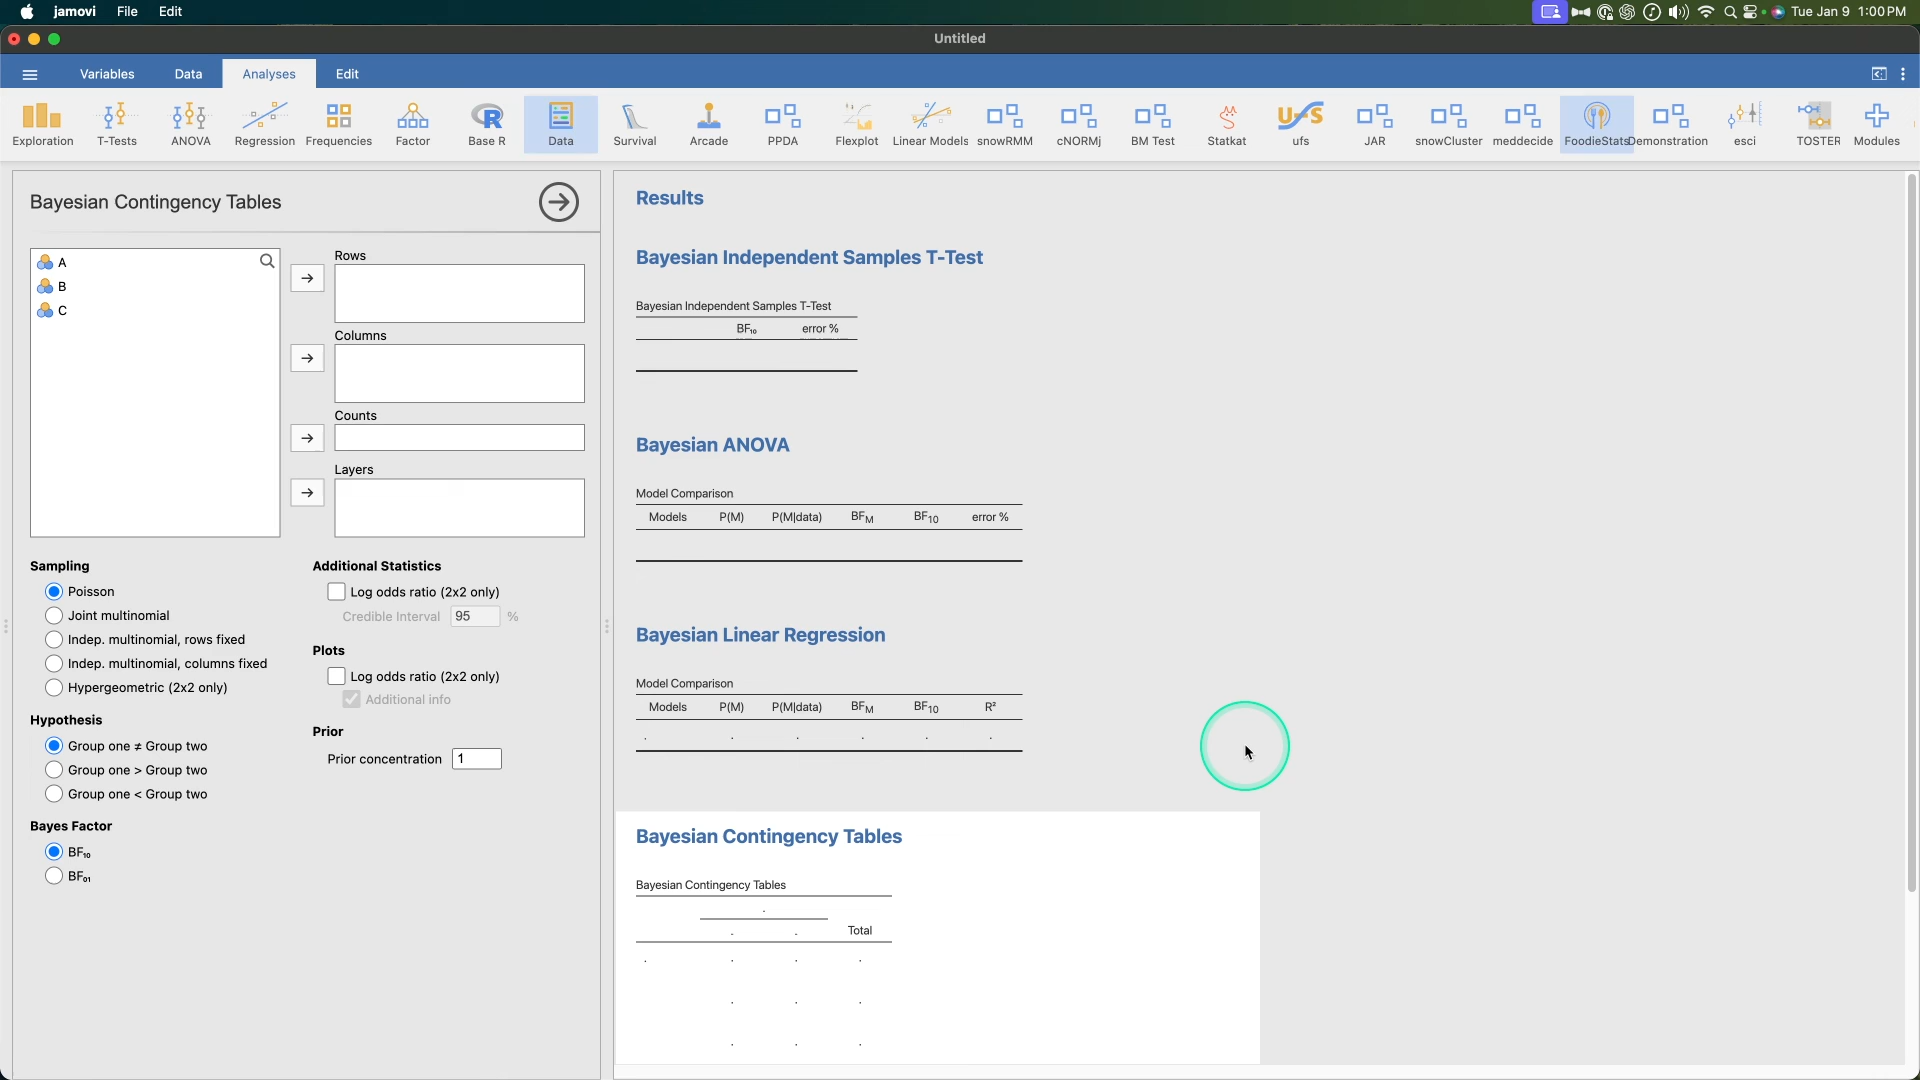 jamovi File Edit
Tue Jan 9 1:00 PM
Untitled
Variables Data Analyses Edit
Exploration T-Tests ANOVA Regression Frequencies Factor Base R Data Survival Arcade PPDA Flexplot Linear Models snowRMM cNORMj BM Test Statkat ufs JAR snowCluster meddecide FoodieStats Demonstration esci TOSTER Modules
Bayesian Contingency Tables
A
B
C
Rows
Columns
Counts
Layers
Sampling
Poisson
Joint multinomial
Indep. multinomial, rows fixed
Indep. multinomial, columns fixed
Hypergeometric (2x2 only)
Hypothesis
Group one ≠ Group two
Group one > Group two
Group one < Group two
Bayes Factor
BF₁₀
BF₀₁
Additional Statistics
Log odds ratio (2x2 only)
Credible Interval 95 %
Plots
Log odds ratio (2x2 only)
Additional info
Prior
Prior concentration 1
Results
Bayesian Independent Samples T-Test
Bayesian Independent Samples T-Test
BF₁₀ error %
Bayesian ANOVA
Model Comparison
Models P(M) P(M|data) BFM BF10 error %
Bayesian Linear Regression
Model Comparison
Models P(M) P(M|data) BFM BF10 R²
. . . . . .
Bayesian Contingency Tables
Bayesian Contingency Tables
.
. . Total
. . . .
. . .
. . .